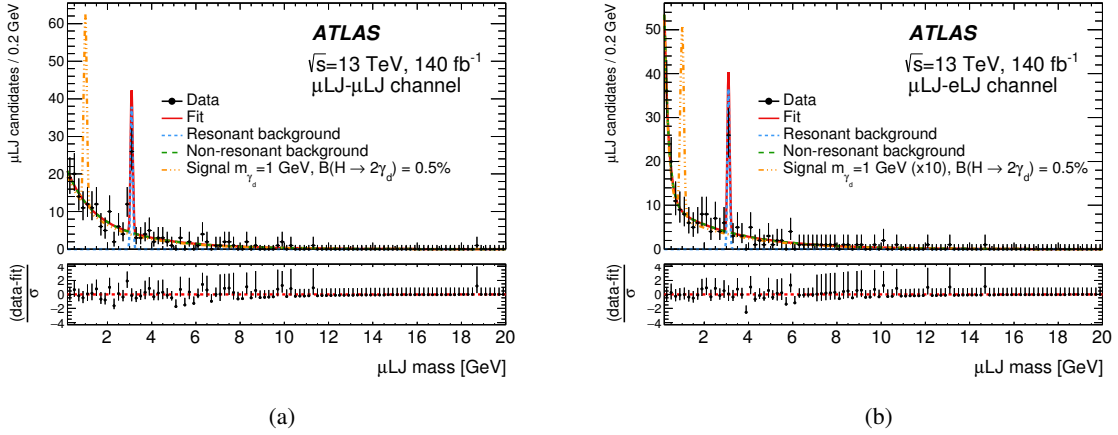 ATLAS
√s=13 TeV, 140 fb⁻¹
μLJ-μLJ channel
Data
Fit
Resonant background
Non-resonant background
Signal m_γd=1 GeV, B(H → 2γ_d) = 0.5%
μLJ candidates / 0.2 GeV
60
50
40
30
20
10
0
(data-fit)
σ
4
2
0
−2
−4
2 4 6 8 10 12 14 16 18 20
μLJ mass [GeV]
(a)
ATLAS
√s=13 TeV, 140 fb⁻¹
μLJ-eLJ channel
Data
Fit
Resonant background
Non-resonant background
Signal m_γd=1 GeV (x10), B(H → 2γ_d) = 0.5%
μLJ candidates / 0.2 GeV
50
40
30
20
10
0
(data-fit)
σ
4
2
0
−2
−4
2 4 6 8 10 12 14 16 18 20
μLJ mass [GeV]
(b)